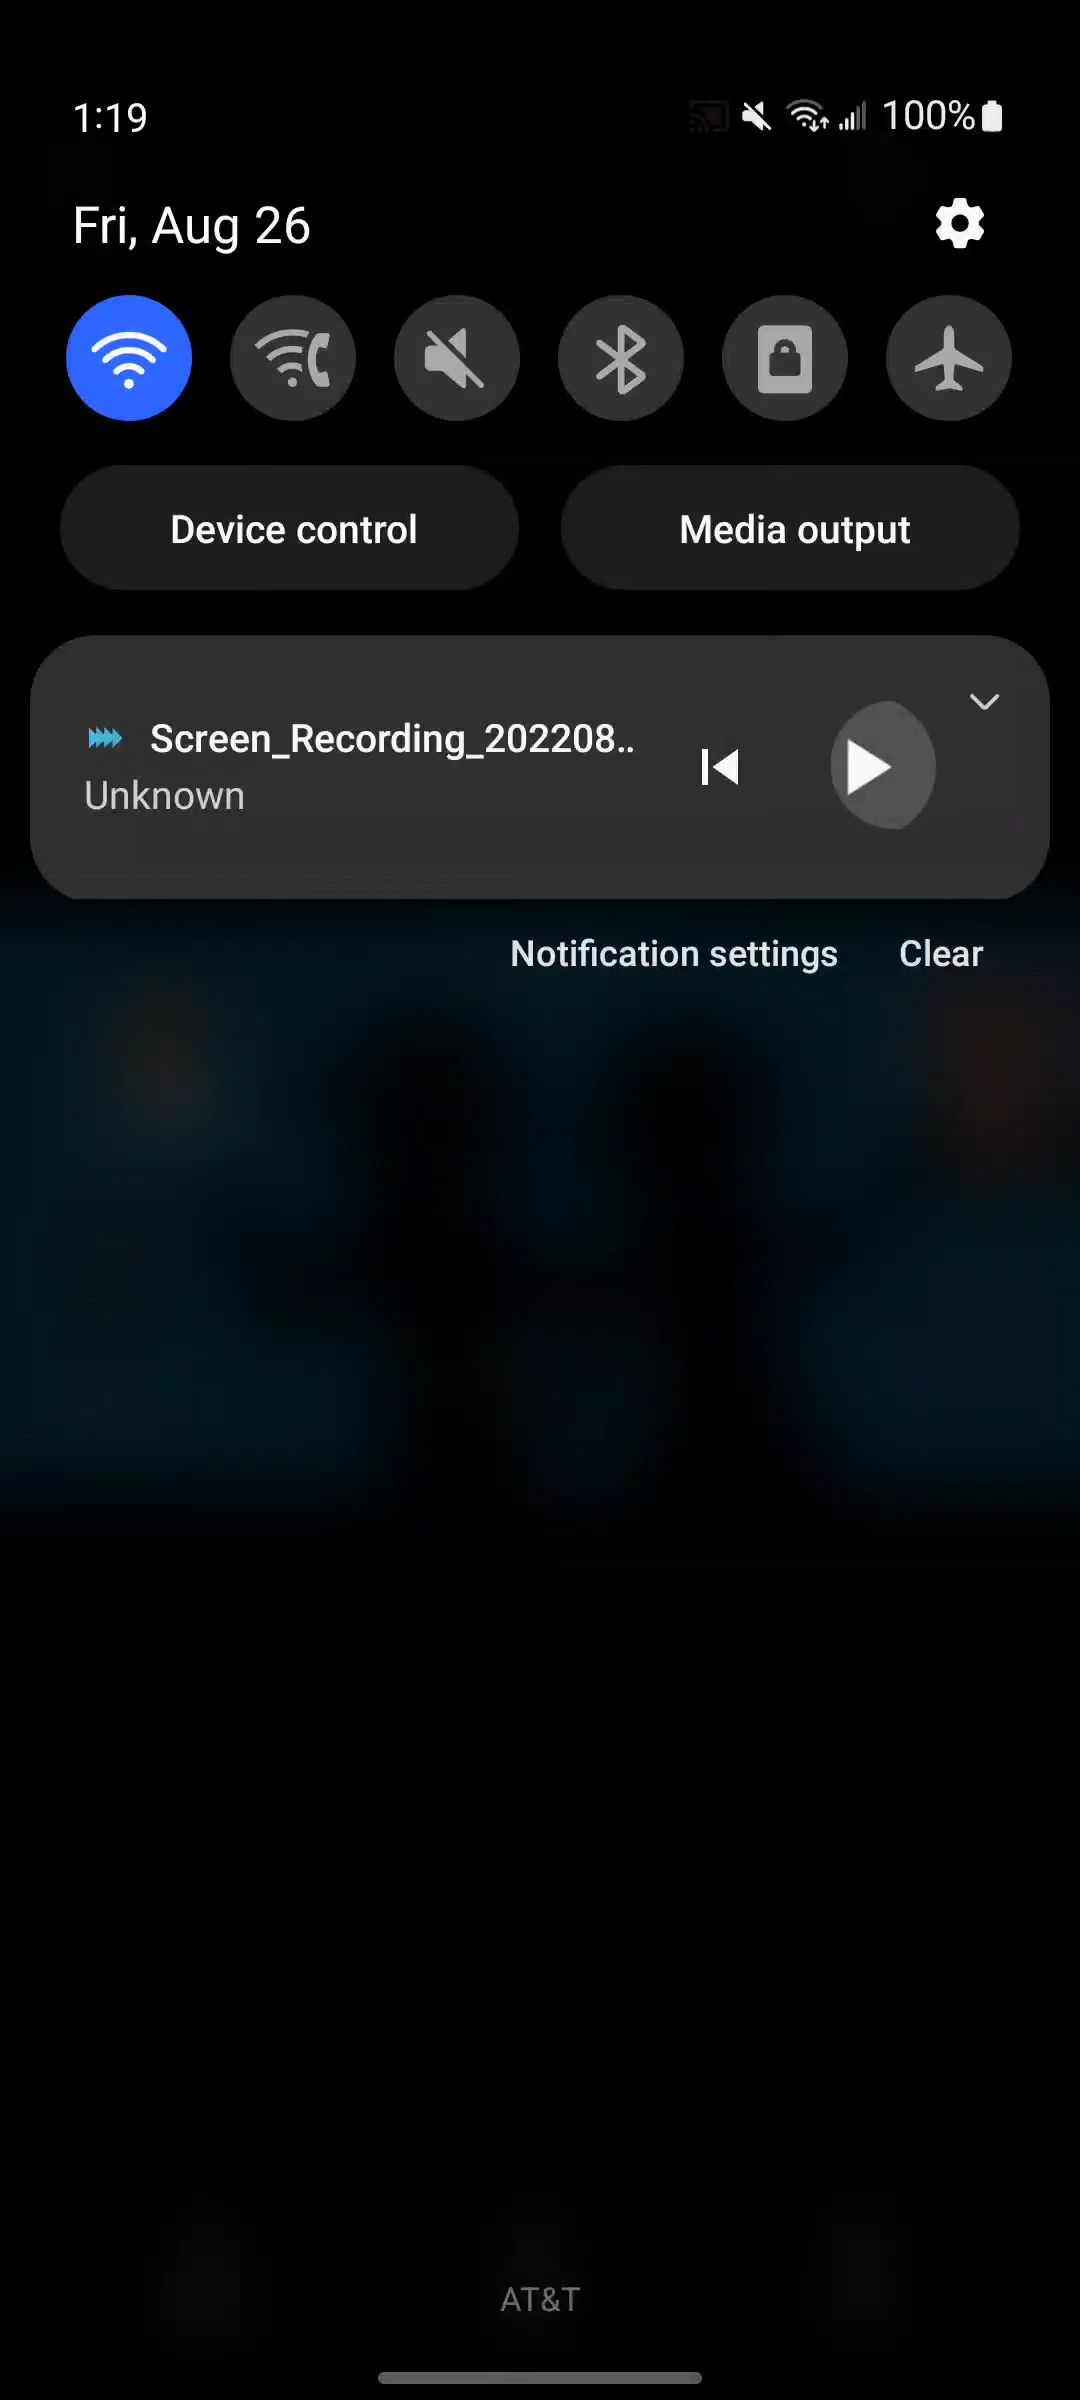 1:19
100%
Fri, Aug 26
Device control
Media output
Screen_Recording_202208..
Unknown
Notification settings
Clear
AT&T